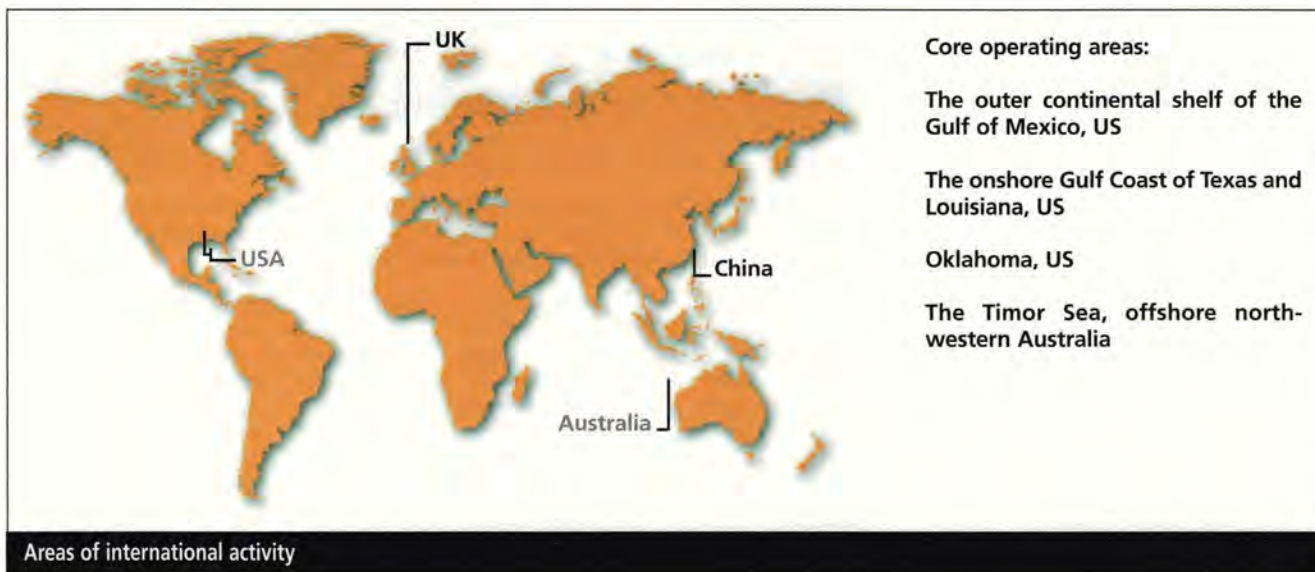 UK
USA
China
Australia
Core operating areas:
The outer continental shelf of the
Gulf of Mexico, US
The onshore Gulf Coast of Texas and
Louisiana, US
Oklahoma, US
The Timor Sea, offshore north-
western Australia
Areas of international activity